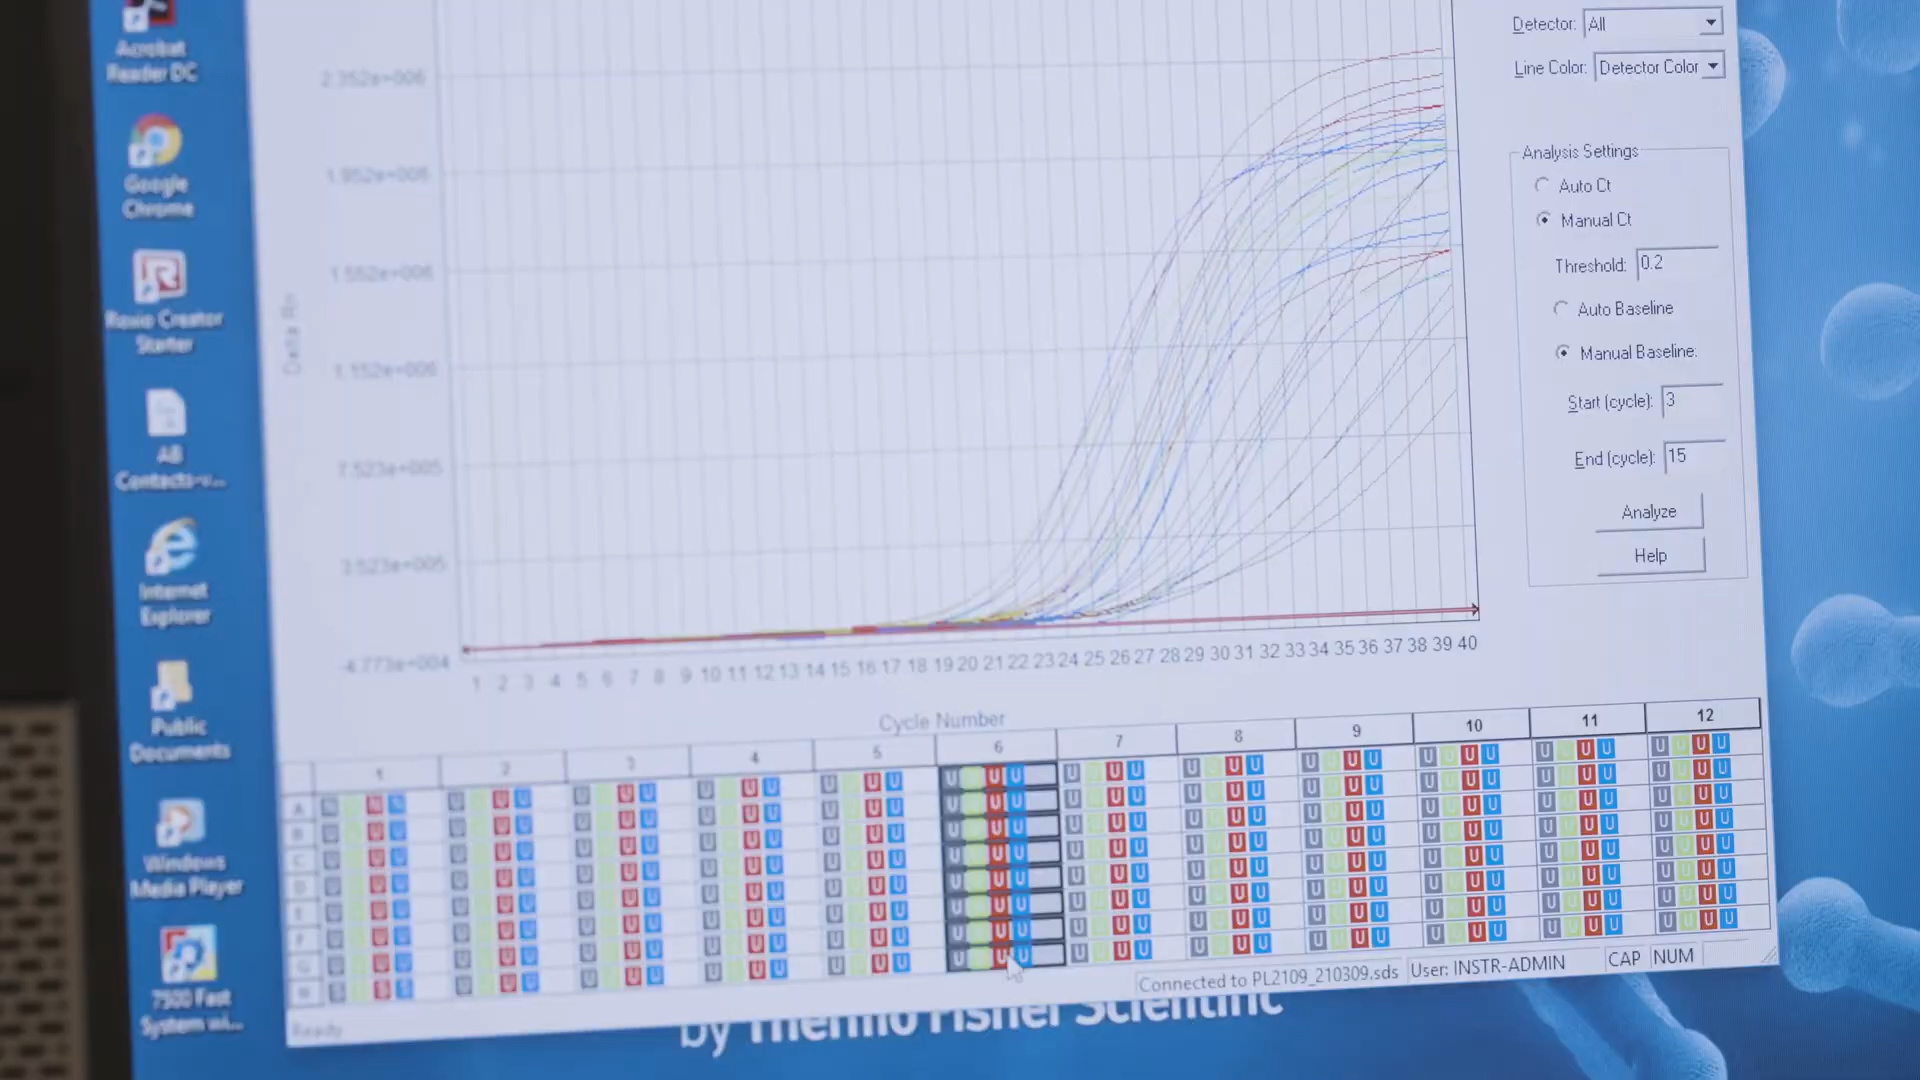 Acrobat
Reader DC
Google
Chrome
Roxio Creator
Starter
AB
Contacts-v...
Internet
Explorer
Public
Documents
Windows
Media Player
7500 Fast
System wi...
Detector: All
Line Color: Detector Color
Analysis Settings
Auto Ct
Manual Ct
Threshold: 0.2
Auto Baseline
Manual Baseline:
Start (cycle): 3
End (cycle): 15
Analyze
Help
2.352e+006
1.952e+006
1.552e+006
1.152e+006
7.523e+005
3.523e+005
-4.773e+004
Delta Rn
1 2 3 4 5 6 7 8 9 10 11 12 13 14 15 16 17 18 19 20 21 22 23 24 25 26 27 28 29 30 31 32 33 34 35 36 37 38 39 40
Cycle Number
1 2 3 4 5 6 7 8 9 10 11 12
A
B
C
D
E
F
G
H
Ready
Connected to PL2109_210309.sds
User: INSTR-ADMIN
CAP
NUM
by Thermo Fisher Scientific